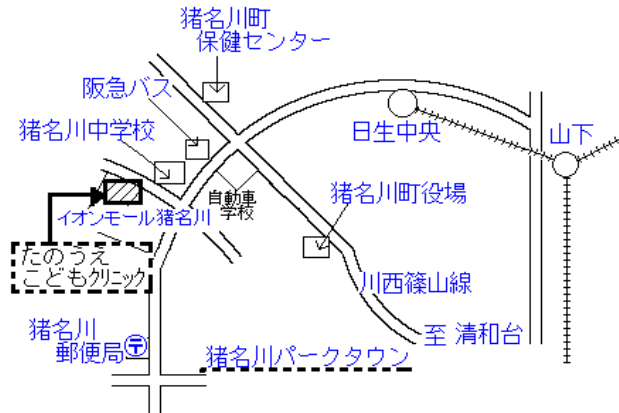 猪名川町
保健センター
阪急バス
猪名川中学校
日生中央
山下
自動車
学校
猪名川町役場
イオンモール猪名川
たのうえ
こどもクリニック
川西篠山線
至 清和台
猪名川
郵便局〒
猪名川パークタウン